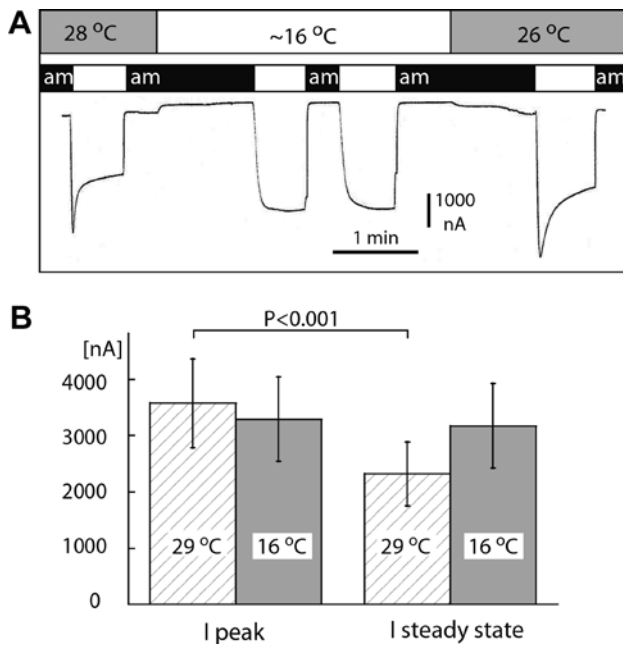 A
28 °C ~16 °C 26 °C
am am am am am
1000
nA
1 min
B
P<0.001
[nA]
4000
3000
2000
1000
0
29 °C 16 °C 29 °C 16 °C
I peak I steady state